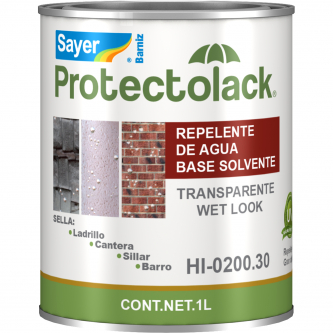 Sayer
Barniz
Protectolack®
REPELENTE
DE AGUA
BASE SOLVENTE
TRANSPARENTE
WET LOOK
SELLA:
• Ladrillo
• Cantera
• Sillar
• Barro
HI-0200.30
CONT.NET.1L